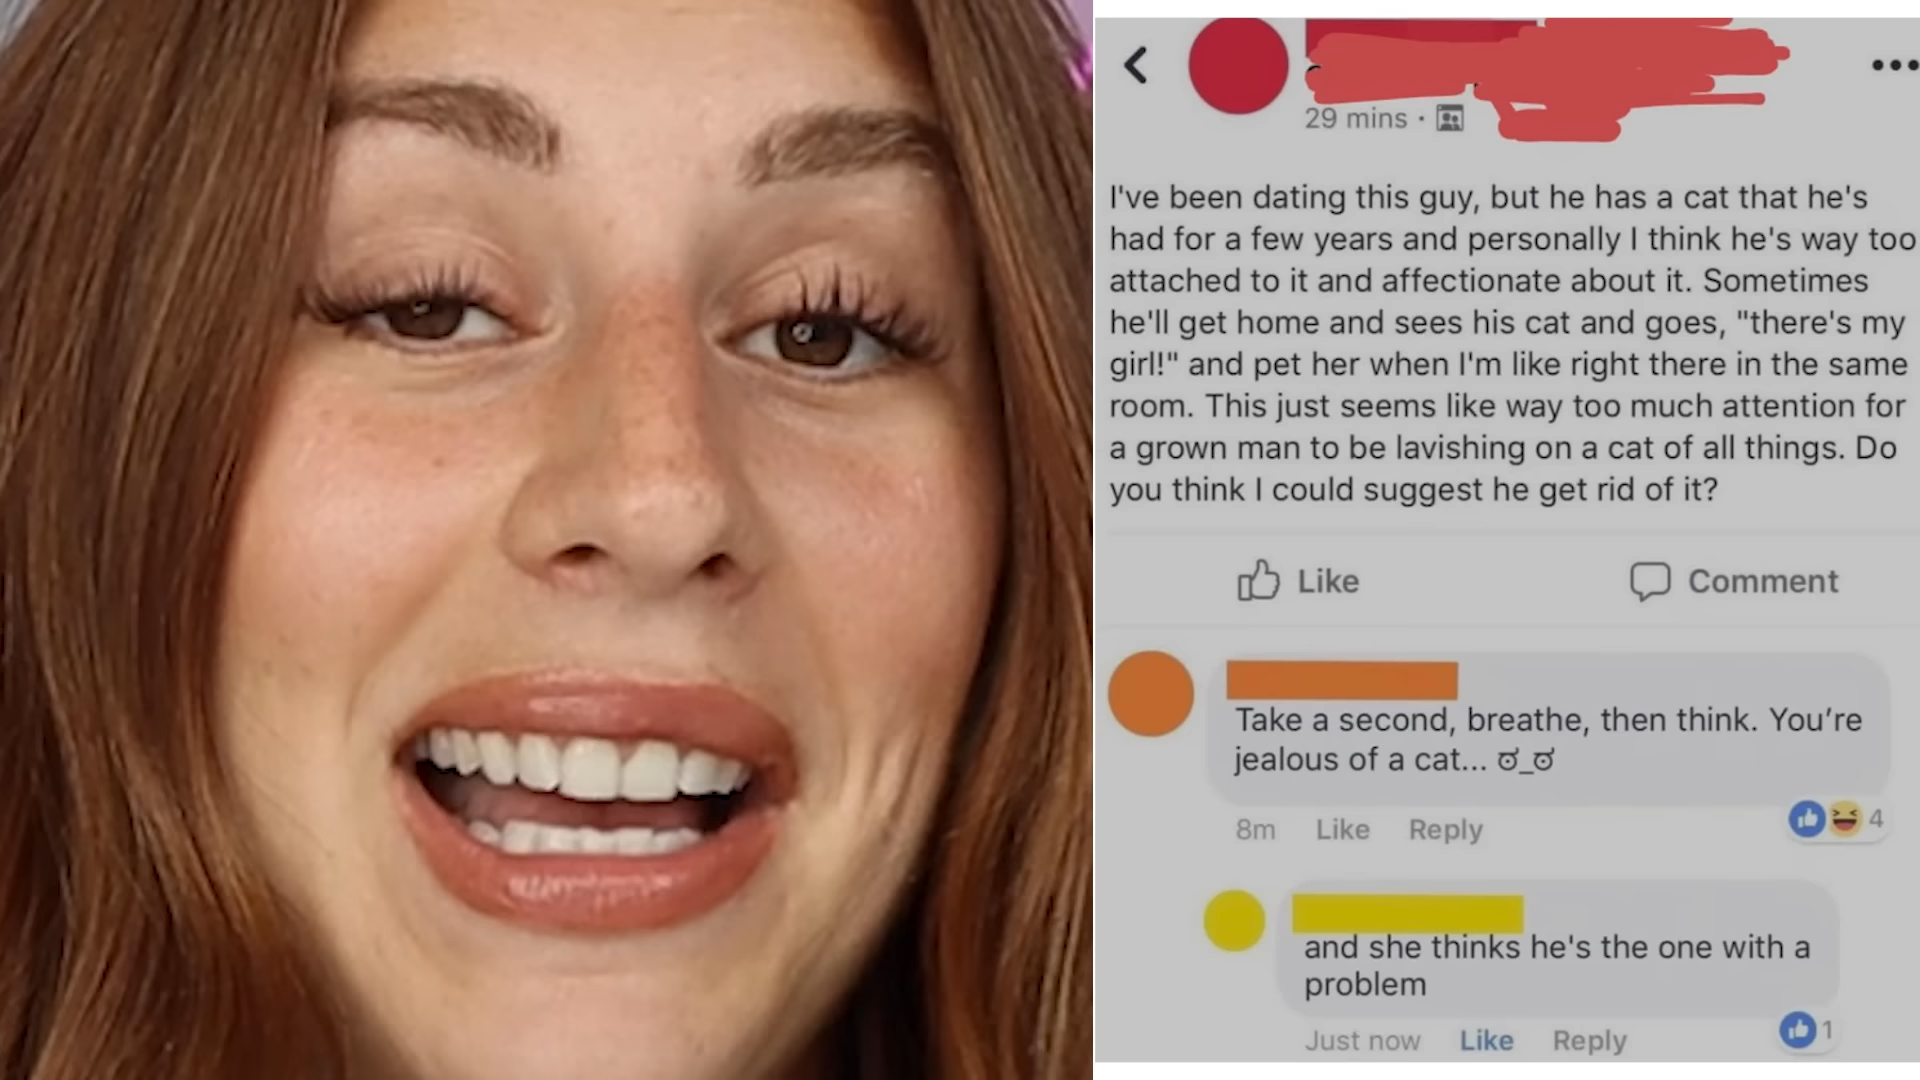 29 mins ·
I've been dating this guy, but he has a cat that he's
had for a few years and personally I think he's way too
attached to it and affectionate about it. Sometimes
he'll get home and sees his cat and goes, "there's my
girl!" and pet her when I'm like right there in the same
room. This just seems like way too much attention for
a grown man to be lavishing on a cat of all things. Do
you think I could suggest he get rid of it?
Like Comment
Take a second, breathe, then think. You’re
jealous of a cat... ಠ_ಠ
8m Like Reply 4
and she thinks he's the one with a
problem
Just now Like Reply 1